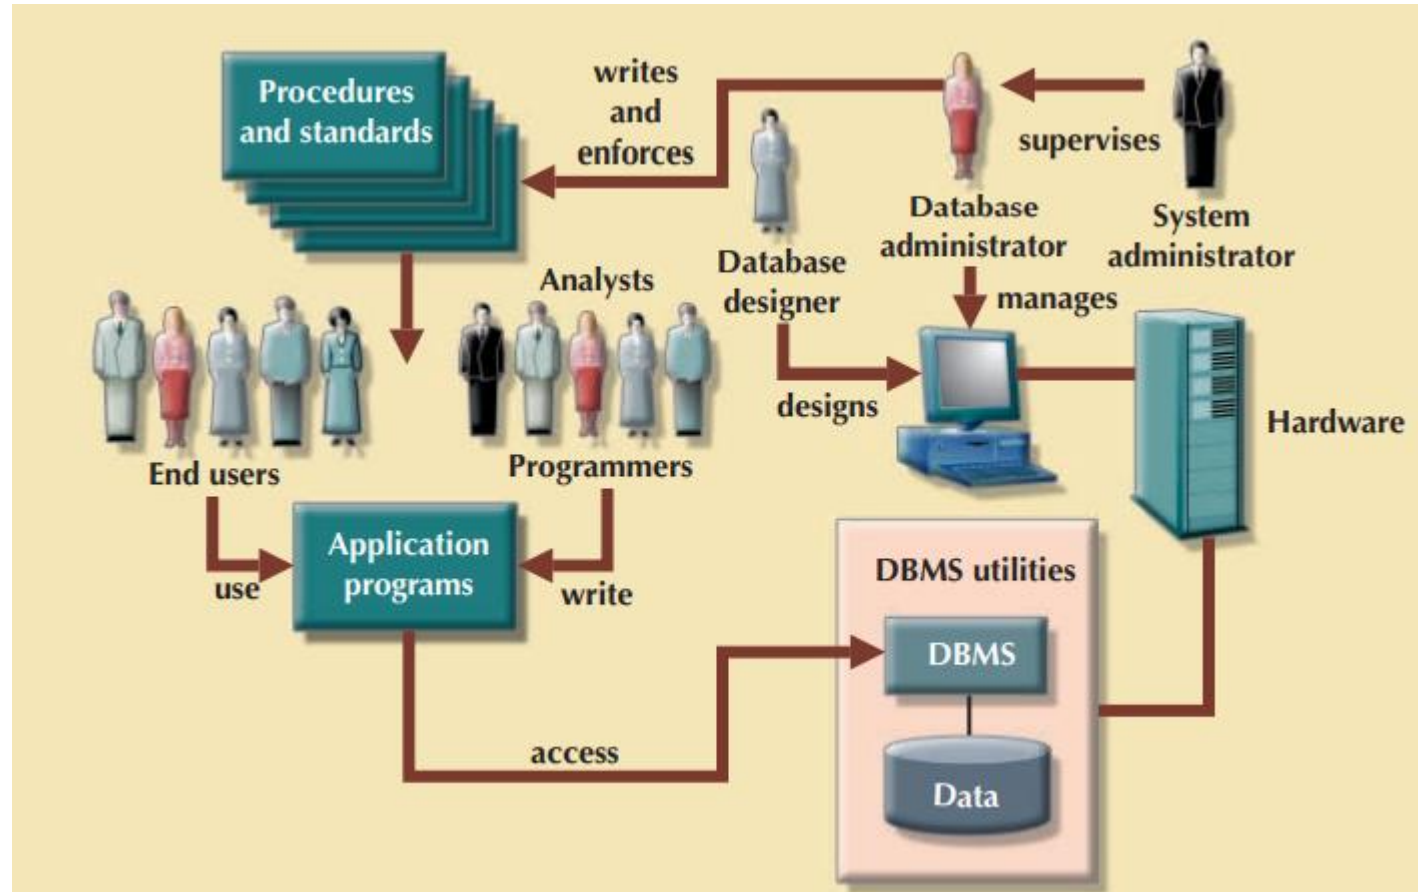 Procedures
and standards
writes
and
enforces
supervises
Database
administrator
System
administrator
Database
designer
manages
designs
Hardware
Analysts
End users
Programmers
use
Application
programs
write
access
DBMS utilities
DBMS
Data